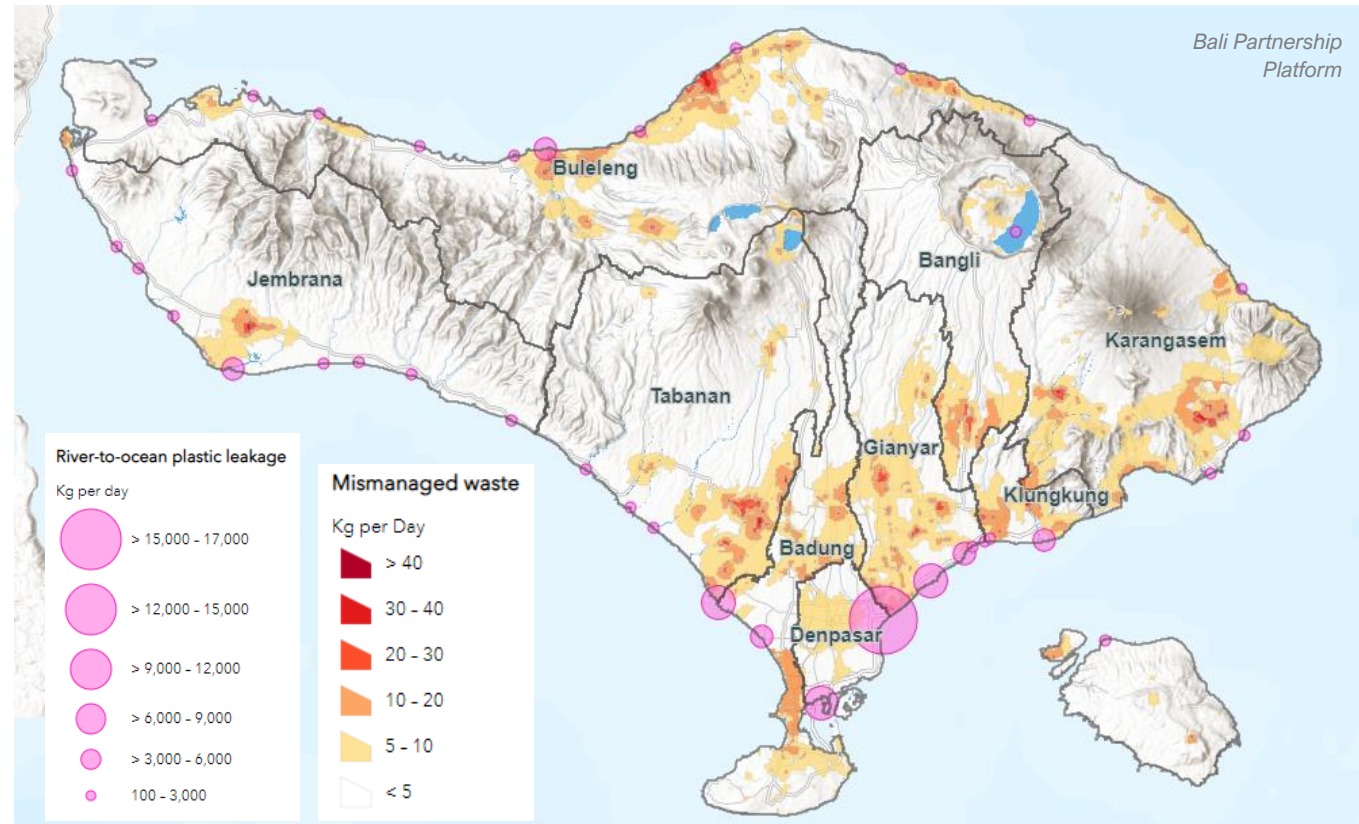 Bali Partnership
Platform
Buleleng
Bangli
Jembrana
Karangasem
Tabanan
Gianyar
Klungkung
Badung
Denpasar
River-to-ocean plastic leakage
Kg per day
> 15,000 - 17,000
> 12,000 - 15,000
> 9,000 - 12,000
> 6,000 - 9,000
> 3,000 - 6,000
100 - 3,000
Mismanaged waste
Kg per Day
> 40
30 - 40
20 - 30
10 - 20
5 - 10
< 5